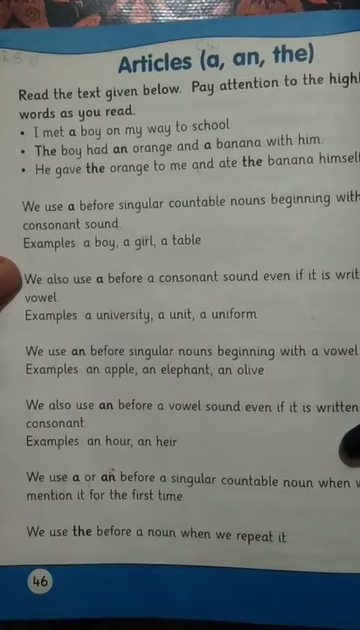 Articles (a, an, the)
Read the text given below. Pay attention to the highl
words as you read.
• I met a boy on my way to school
• The boy had an orange and a banana with him.
• He gave the orange to me and ate the banana himself
We use a before singular countable nouns beginning with
consonant sound
Examples a boy, a girl, a table
We also use a before a consonant sound even if it is writ
vowel
Examples a university, a unit, a uniform
We use an before singular nouns beginning with a vowel
Examples an apple, an elephant, an olive
We also use an before a vowel sound even if it is written
consonant
Examples an hour, an heir
We use a or an before a singular countable noun when w
mention it for the first time
We use the before a noun when we repeat it
46